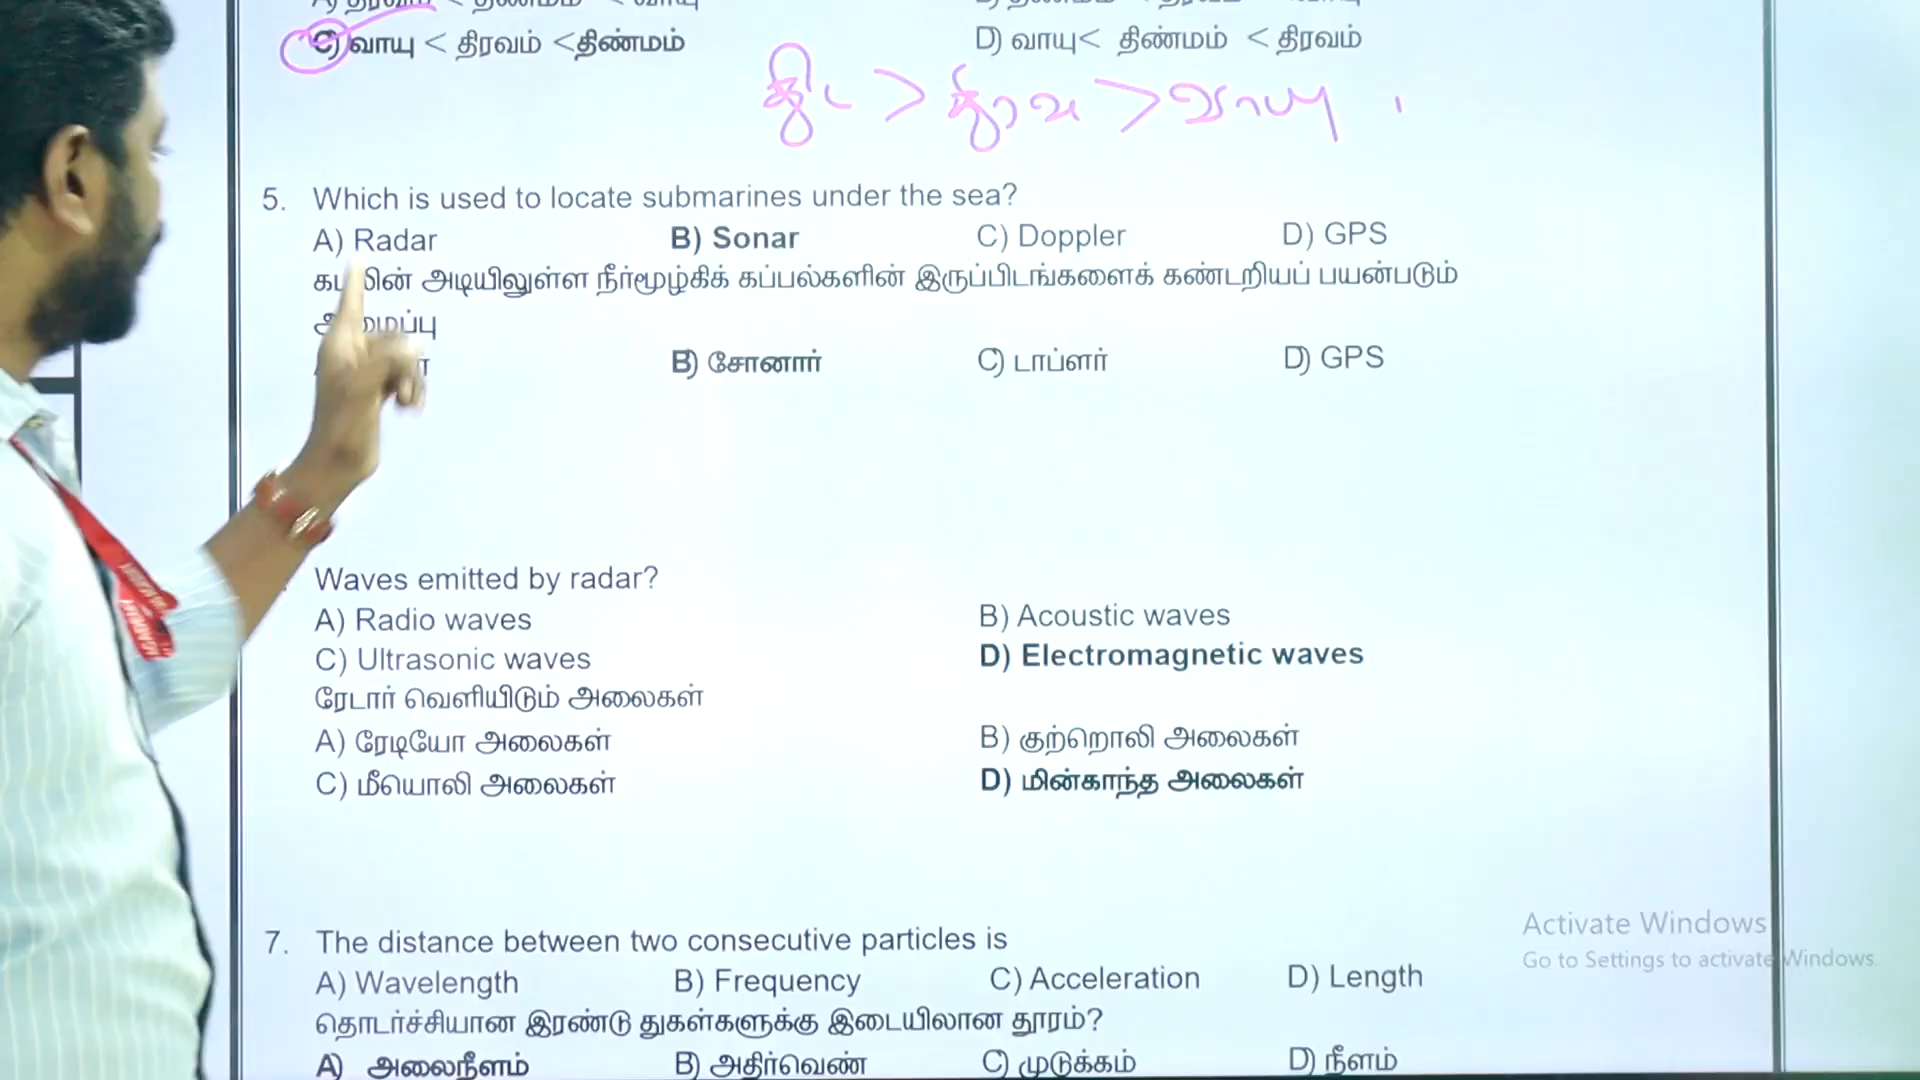 C) வாயு < திரவம் <திண்மம்
D) வாயு< திண்மம் < திரவம்
> திரவ > வாயு
5. Which is used to locate submarines under the sea?
A) Radar B) Sonar C) Doppler D) GPS
அடியிலுள்ள நீர்மூழ்கிக் கப்பல்களின் இருப்பிடங்களைக் கண்டறியப் பயன்படும்
B) சோனார் C) டாப்ளர் D) GPS
Waves emitted by radar?
A) Radio waves B) Acoustic waves
C) Ultrasonic waves D) Electromagnetic waves
ரேடார் வெளியிடும் அலைகள்
A) ரேடியோ அலைகள் B) குற்றொலி அலைகள்
C) மீயொலி அலைகள் D) மின்காந்த அலைகள்
7. The distance between two consecutive particles is
A) Wavelength B) Frequency C) Acceleration D) Length
தொடர்ச்சியான இரண்டு துகள்களுக்கு இடையிலான தூரம்?
A) அலைநீளம் B) அதிர்வெண் C) முடுக்கம் D) நீளம்
Activate Windows
Go to Settings to activate Windows.